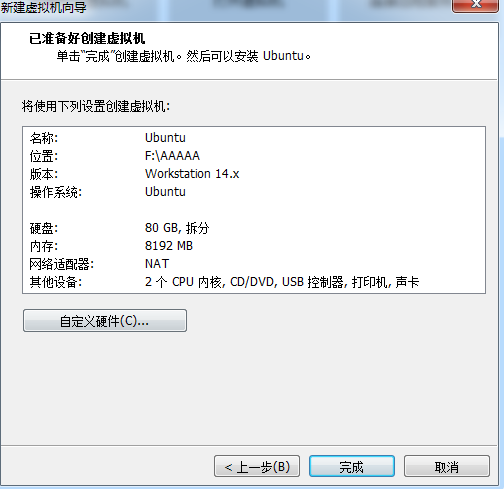 新建虚拟机向导
已准备好创建虚拟机
单击“完成”创建虚拟机。然后可以安装 Ubuntu。
将使用下列设置创建虚拟机:
名称: Ubuntu
位置: F:\AAAAA
版本: Workstation 14.x
操作系统: Ubuntu
硬盘: 80 GB, 拆分
内存: 8192 MB
网络适配器: NAT
其他设备: 2 个 CPU 内核, CD/DVD, USB 控制器, 打印机, 声卡
自定义硬件(C)...
< 上一步(B) 完成 取消